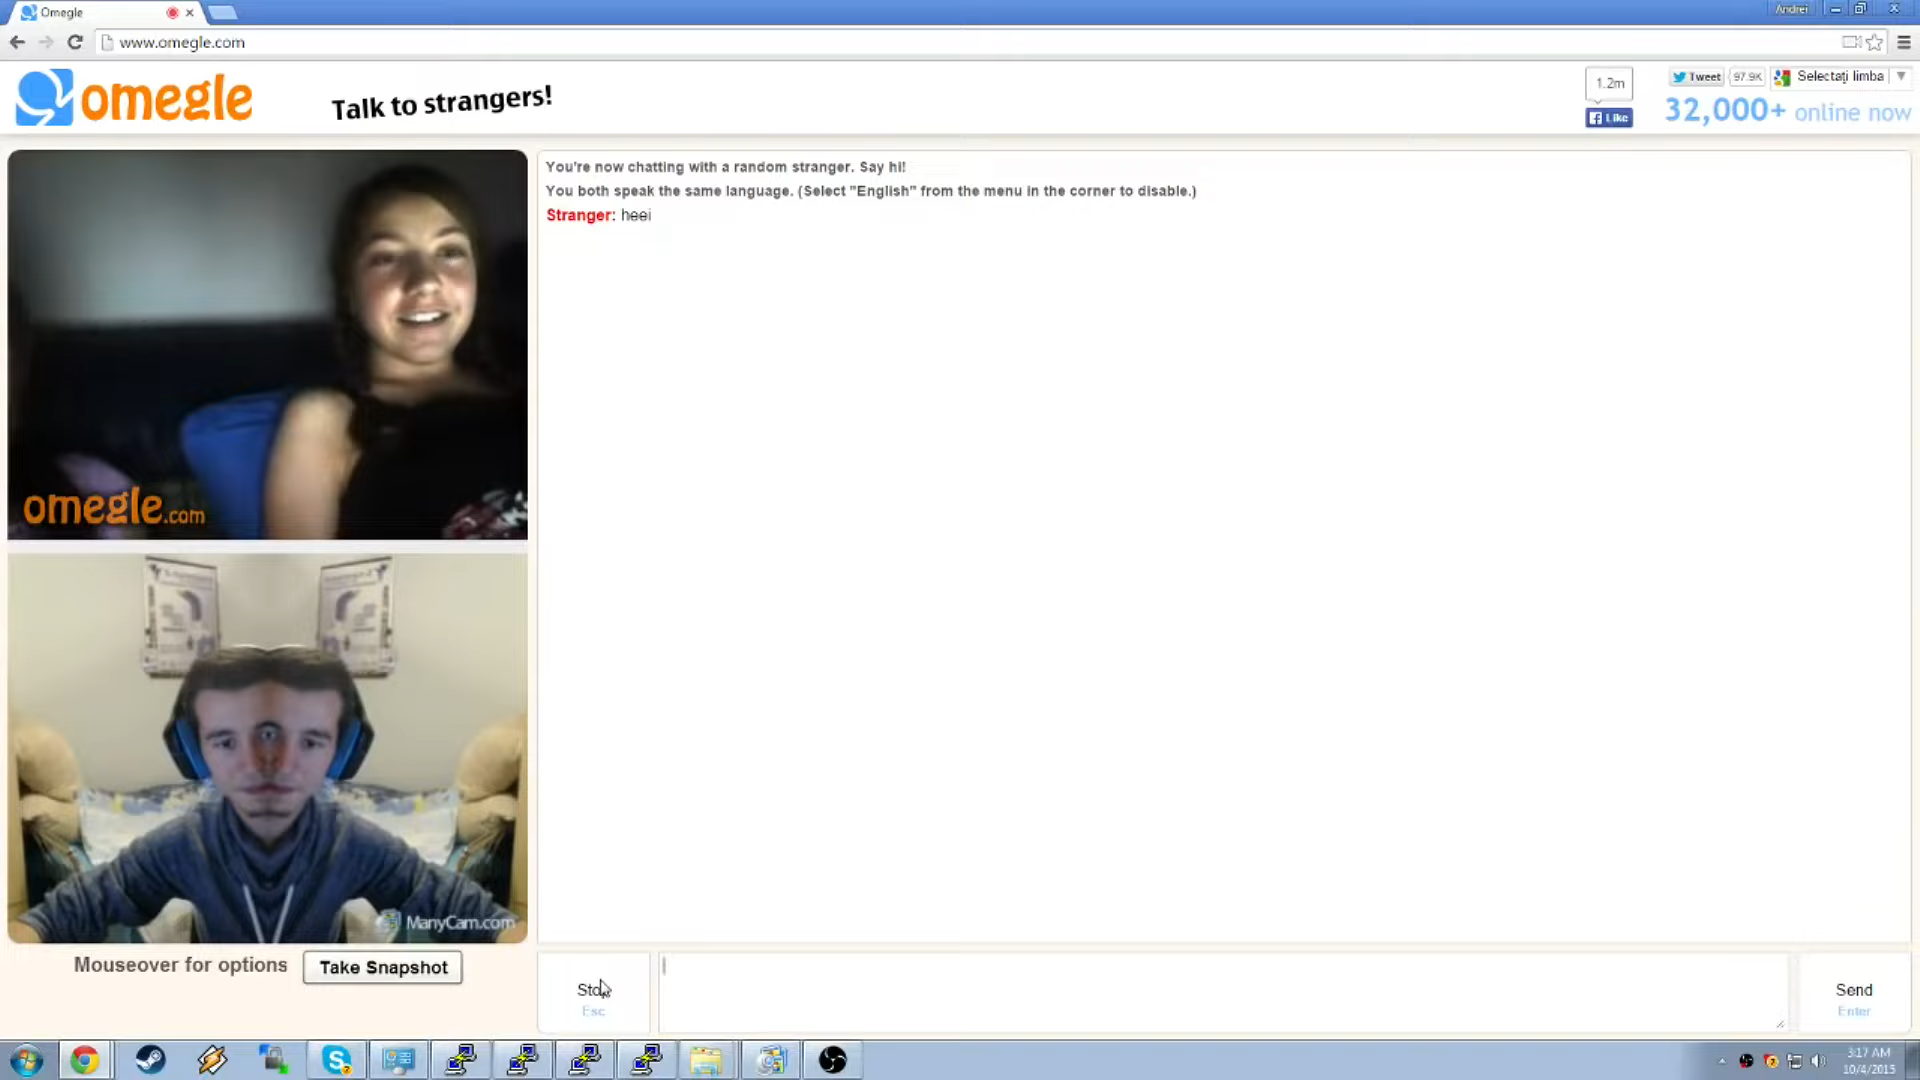 Omegle
Andrei
www.omegle.com
omegle
Talk to strangers!
1.2m
Like
Tweet
97.9K
Selectați limba
32,000+ online now
You're now chatting with a random stranger. Say hi!
You both speak the same language. (Select "English" from the menu in the corner to disable.)
Stranger: heei
omegle.com
ManyCam.com
Mouseover for options
Take Snapshot
Stop
Esc
Send
Enter
3:17 AM
10/4/2015